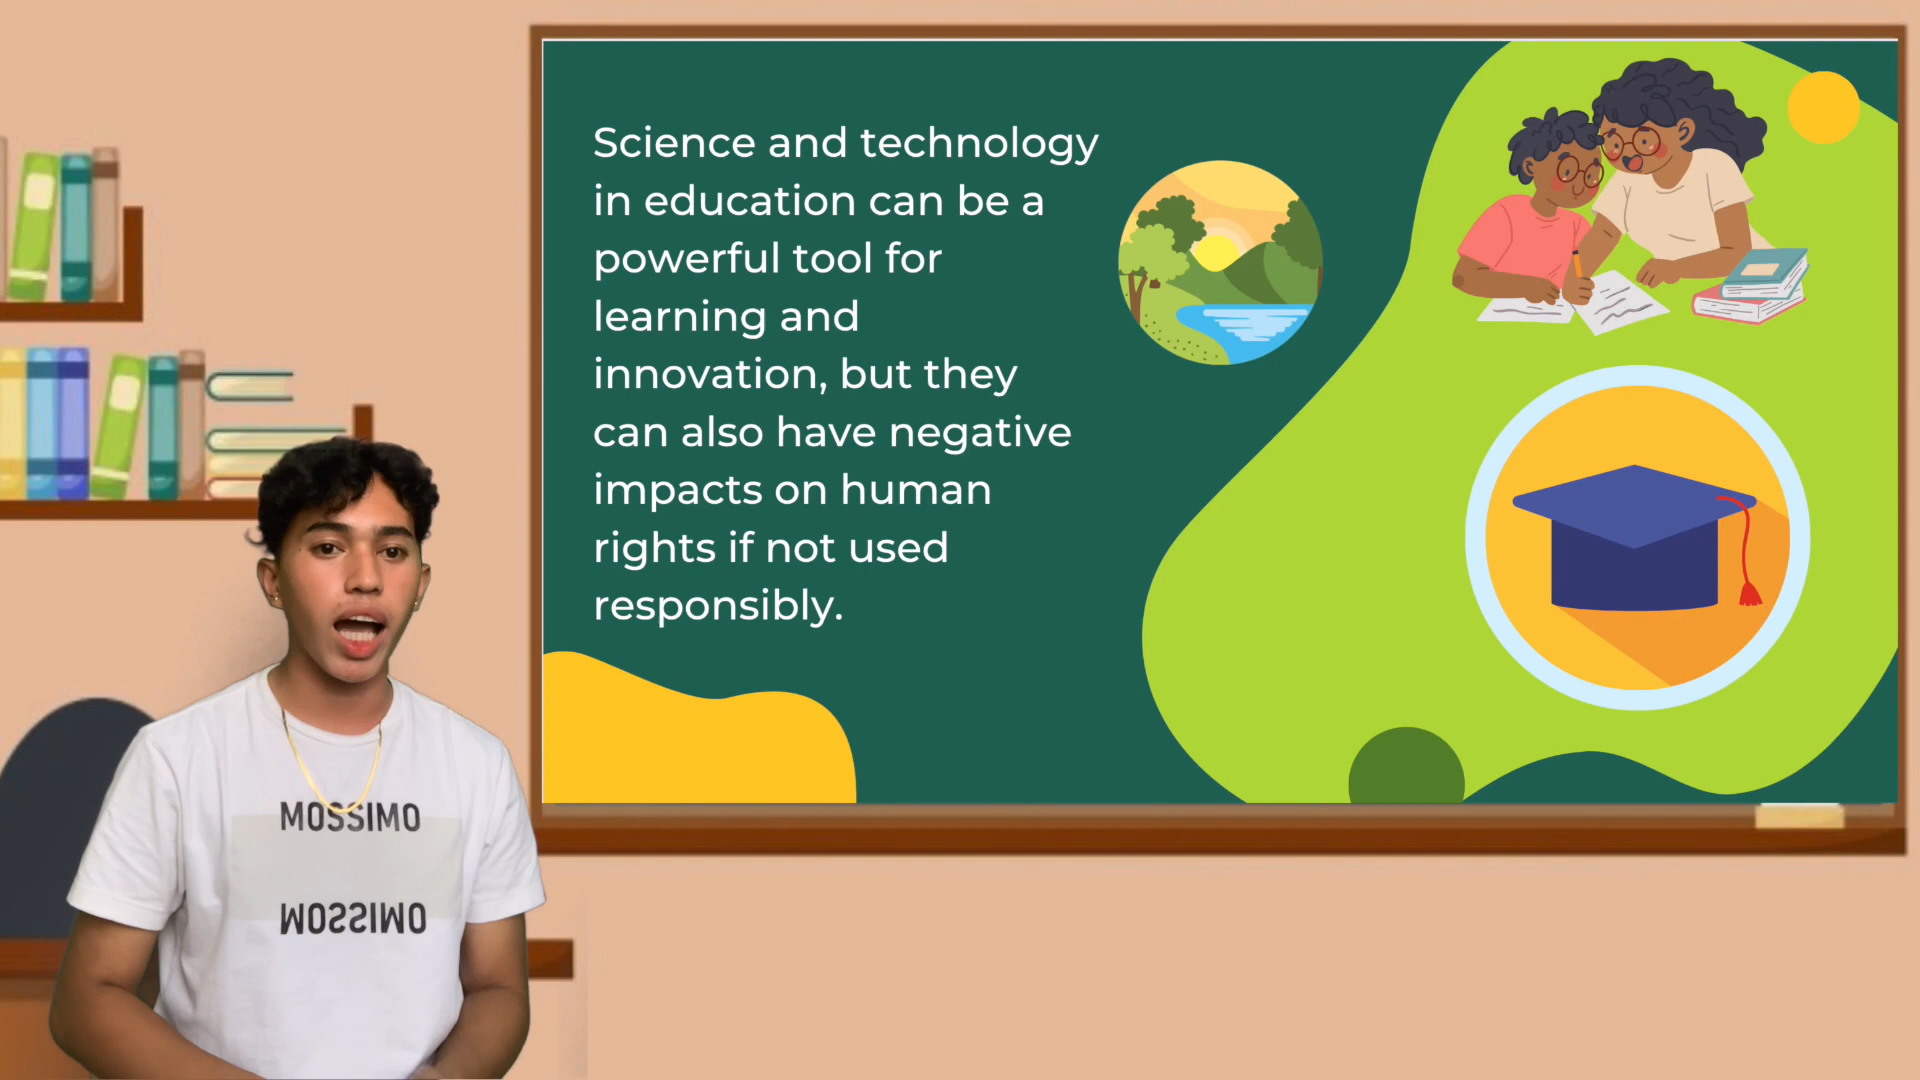 Science and technology
in education can be a
powerful tool for
learning and
innovation, but they
can also have negative
impacts on human
rights if not used
responsibly.
MOSSIMO
MOSSIMO